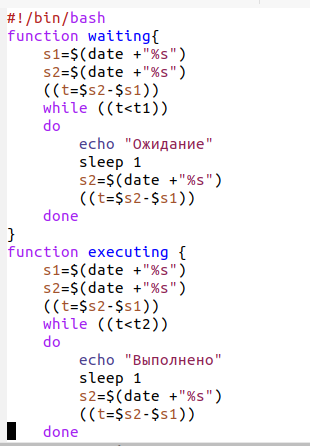 #!/bin/bash
function waiting{
    s1=$(date +"%s")
    s2=$(date +"%s")
    ((t=$s2-$s1))
    while ((t<t1))
    do
        echo "Ожидание"
        sleep 1
        s2=$(date +"%s")
        ((t=$s2-$s1))
    done
}
function executing {
    s1=$(date +"%s")
    s2=$(date +"%s")
    ((t=$s2-$s1))
    while ((t<t2))
    do
        echo "Выполнено"
        sleep 1
        s2=$(date +"%s")
        ((t=$s2-$s1))
    done